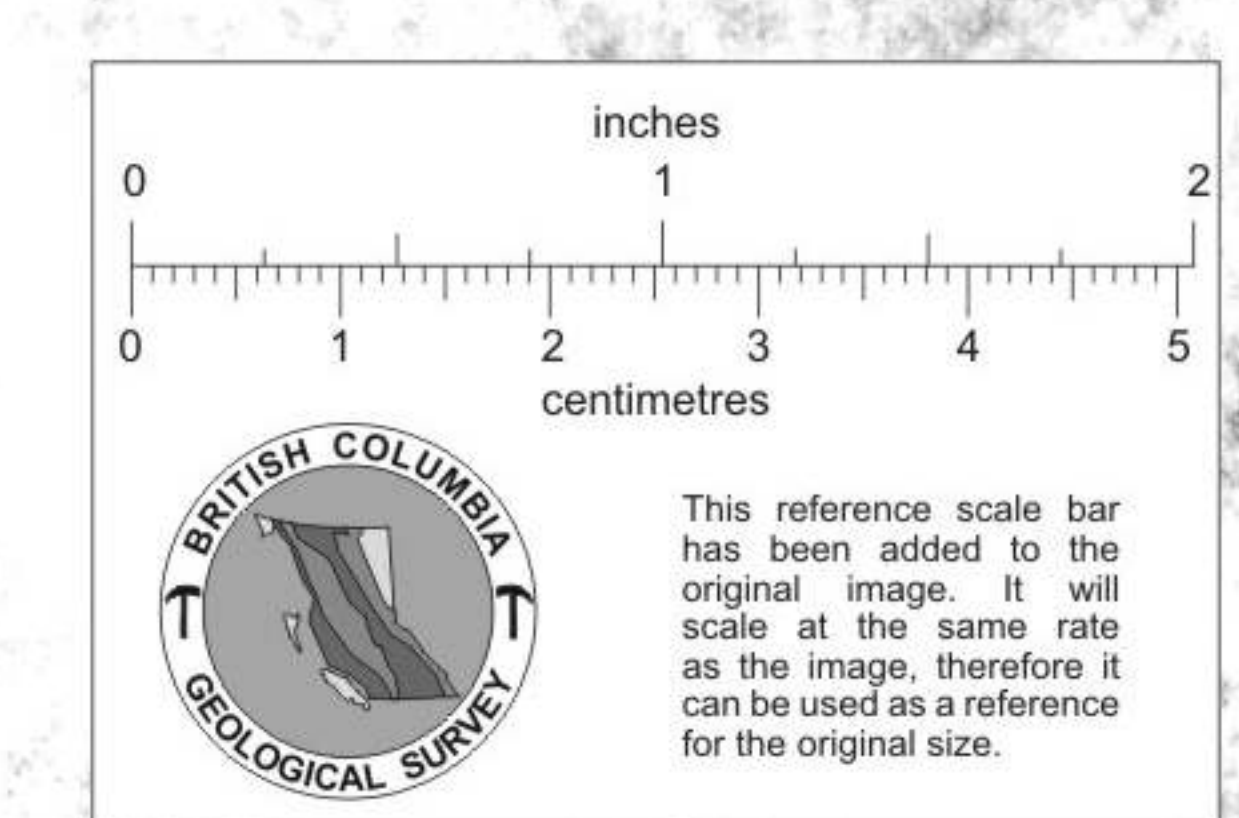 inches
0 1 2
0 1 2 3 4 5
centimetres
BRITISH COLUMBIA
GEOLOGICAL SURVEY
This reference scale bar
has been added to the
original image. It will
scale at the same rate
as the image, therefore it
can be used as a reference
for the original size.